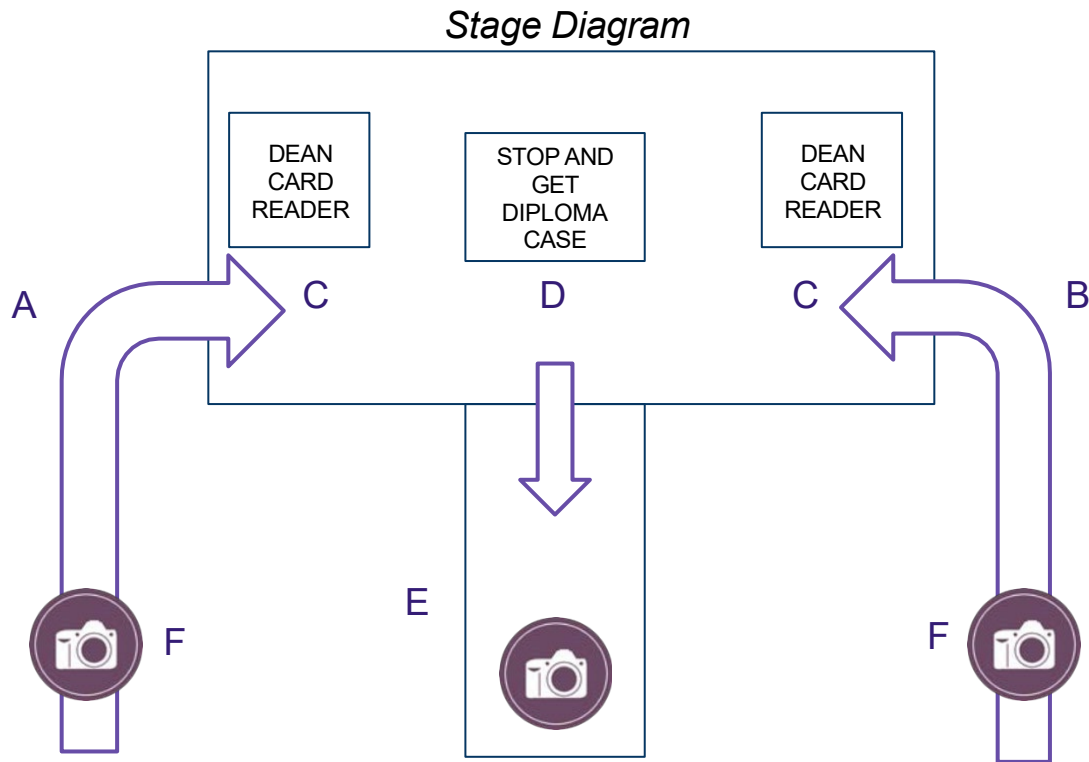 Stage Diagram
DEAN
CARD
READER
STOP AND
GET
DIPLOMA
CASE
DEAN
CARD
READER
A
C
D
C
B
E
F
F